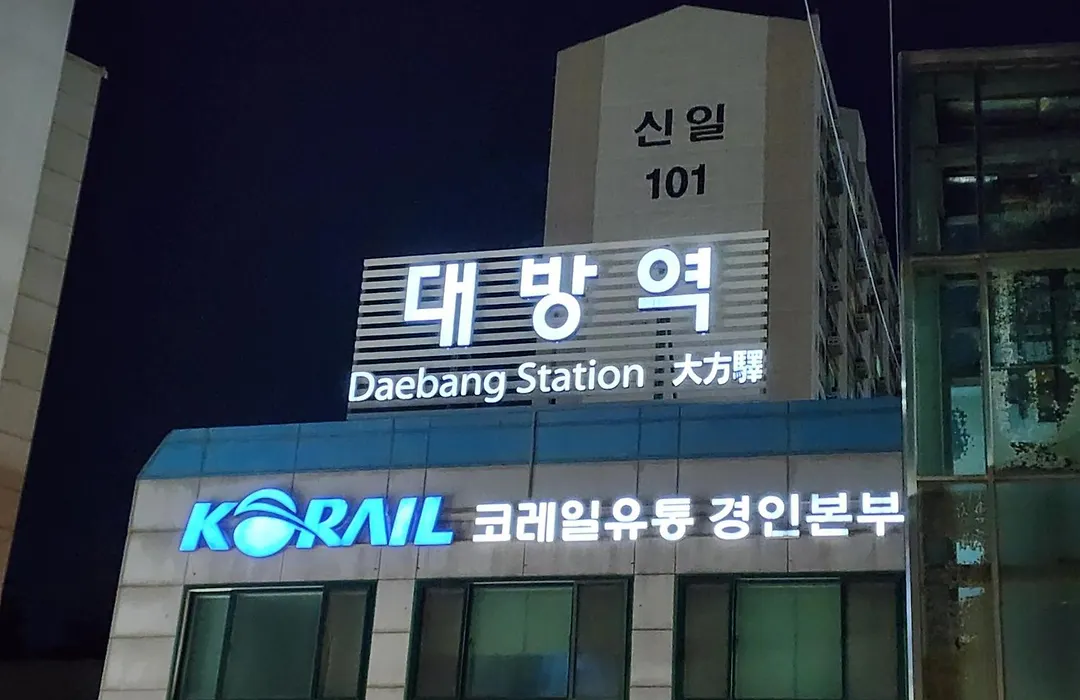 신일
101
대방역
Daebang Station 大方驛
KORAIL 코레일유통 경인본부